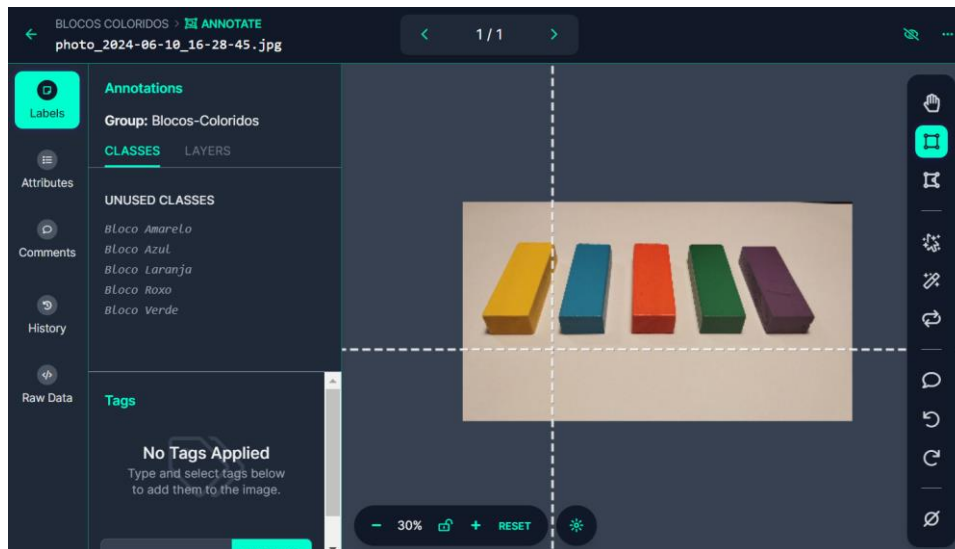 BLOCOS COLORIDOS > ANNOTATE
photo_2024-06-10_16-28-45.jpg
1 / 1
Labels
Attributes
Comments
History
Raw Data
Annotations
Group: Blocos-Coloridos
CLASSES LAYERS
UNUSED CLASSES
Bloco Amarelo
Bloco Azul
Bloco Laranja
Bloco Roxo
Bloco Verde
Tags
No Tags Applied
Type and select tags below
to add them to the image.
30% RESET